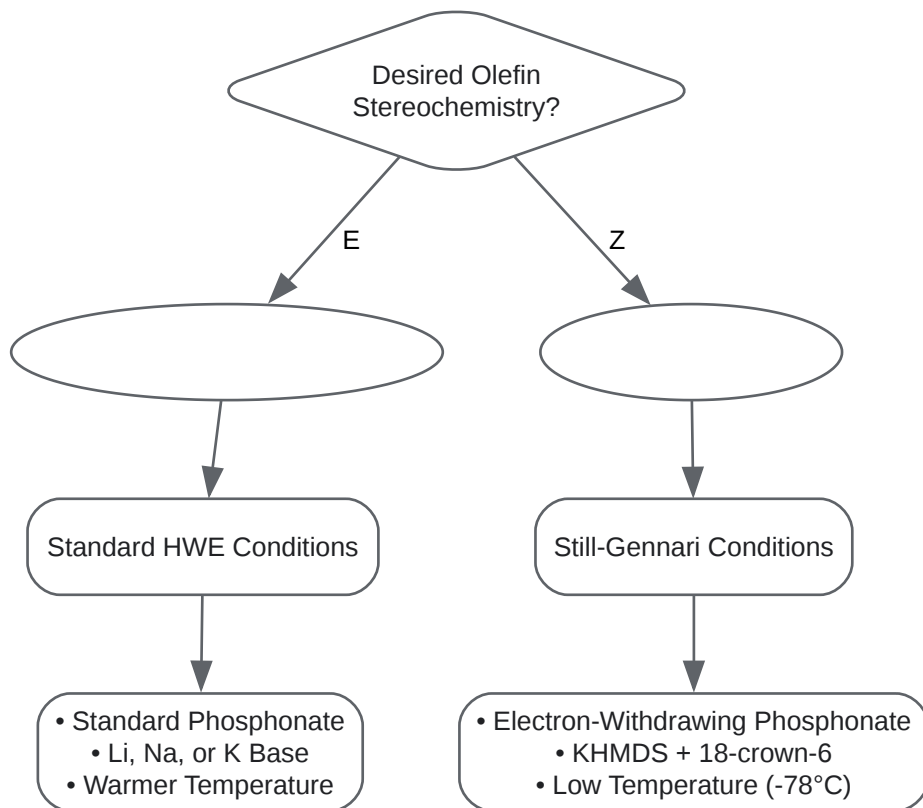 Desired Olefin
Stereochemistry?
E
Z
Standard HWE Conditions
Still-Gennari Conditions
• Standard Phosphonate
• Li, Na, or K Base
• Warmer Temperature
• Electron-Withdrawing Phosphonate
• KHMDS + 18-crown-6
• Low Temperature (-78°C)